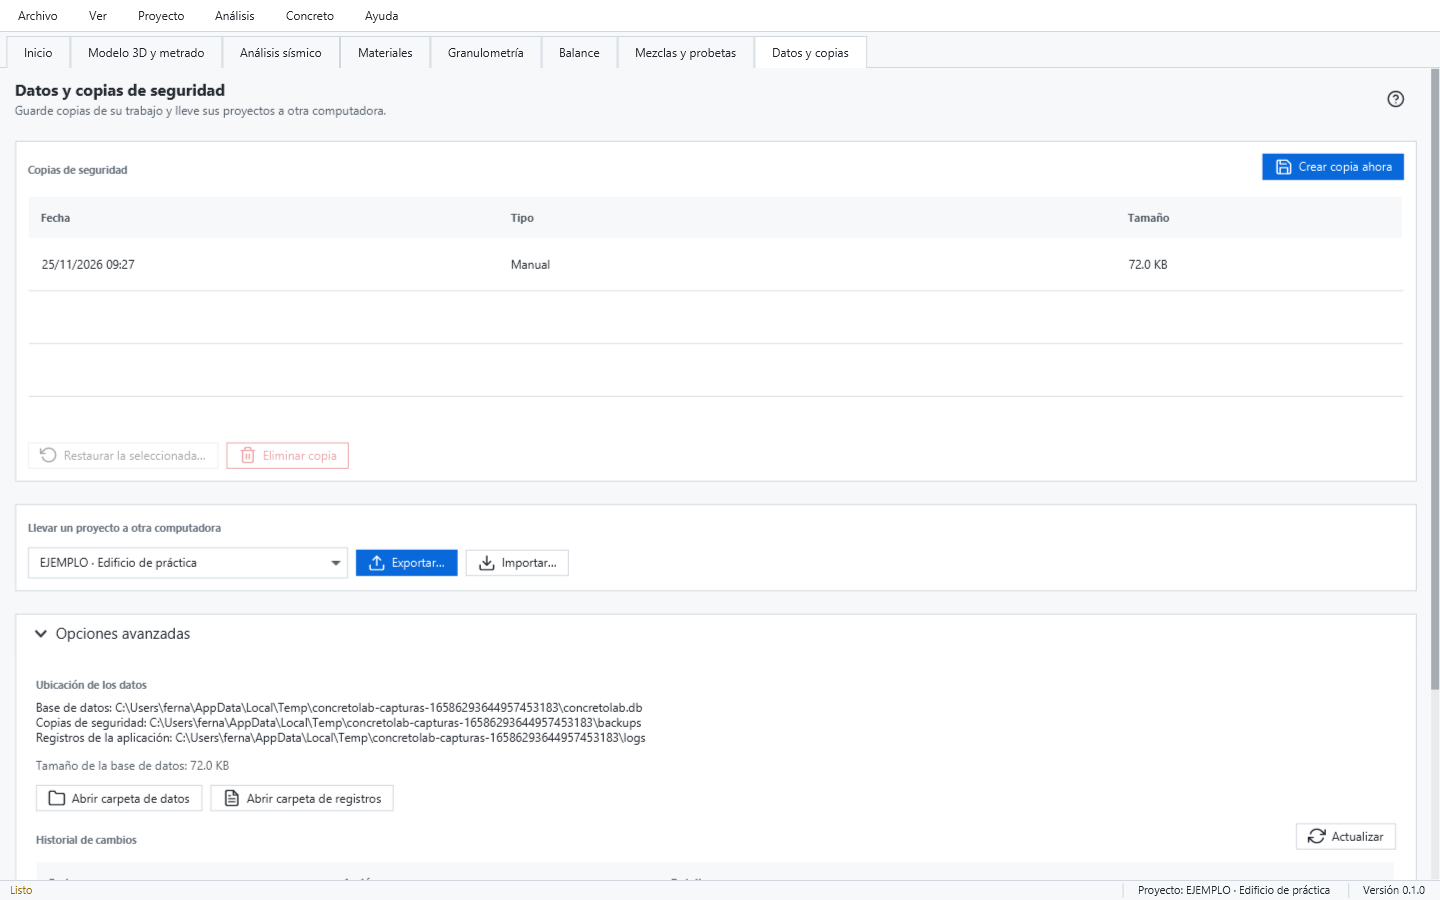 Archivo Ver Proyecto Análisis Concreto Ayuda
Inicio Modelo 3D y metrado Análisis sísmico Materiales Granulometría Balance Mezclas y probetas Datos y copias
Datos y copias de seguridad
Guarde copias de su trabajo y lleve sus proyectos a otra computadora.
Copias de seguridad Crear copia ahora
Fecha Tipo Tamaño
25/11/2026 09:27 Manual 72.0 KB
Restaurar la seleccionada... Eliminar copia
Llevar un proyecto a otra computadora
EJEMPLO · Edificio de práctica Exportar... Importar...
Opciones avanzadas
Ubicación de los datos
Base de datos: C:\Users\ferna\AppData\Local\Temp\concretolab-capturas-16586293644957453183\concretolab.db
Copias de seguridad: C:\Users\ferna\AppData\Local\Temp\concretolab-capturas-16586293644957453183\backups
Registros de la aplicación: C:\Users\ferna\AppData\Local\Temp\concretolab-capturas-16586293644957453183\logs
Tamaño de la base de datos: 72.0 KB
Abrir carpeta de datos Abrir carpeta de registros
Historial de cambios Actualizar
Listo Proyecto: EJEMPLO · Edificio de práctica Versión 0.1.0